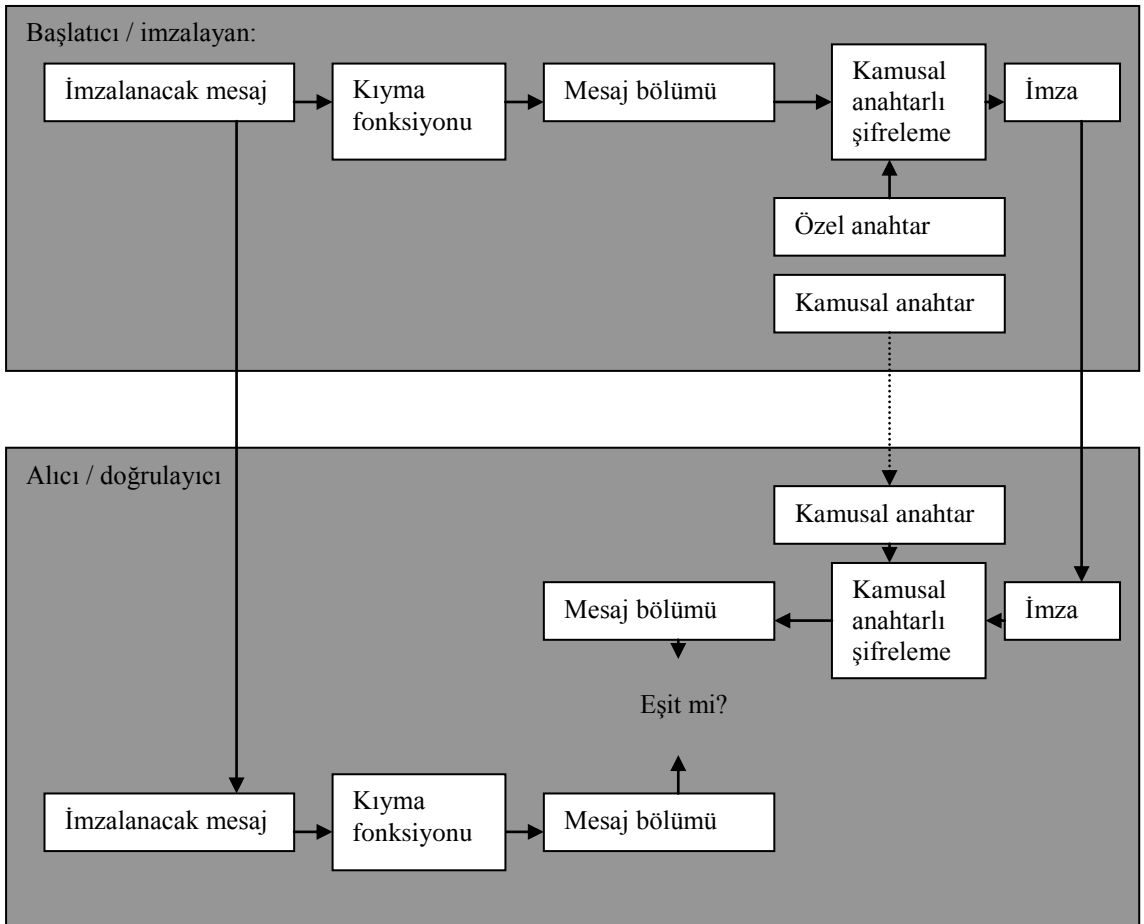 Başlatıcı / imzalayan:
İmzalanacak mesaj
Kıyma
fonksiyonu
Mesaj bölümü
Kamusal
anahtarlı
şifreleme
İmza
Özel anahtar
Kamusal anahtar
Alıcı / doğrulayıcı
Kamusal anahtar
Kamusal
anahtarlı
şifreleme
İmza
Mesaj bölümü
Eşit mi?
İmzalanacak mesaj
Kıyma
fonksiyonu
Mesaj bölümü